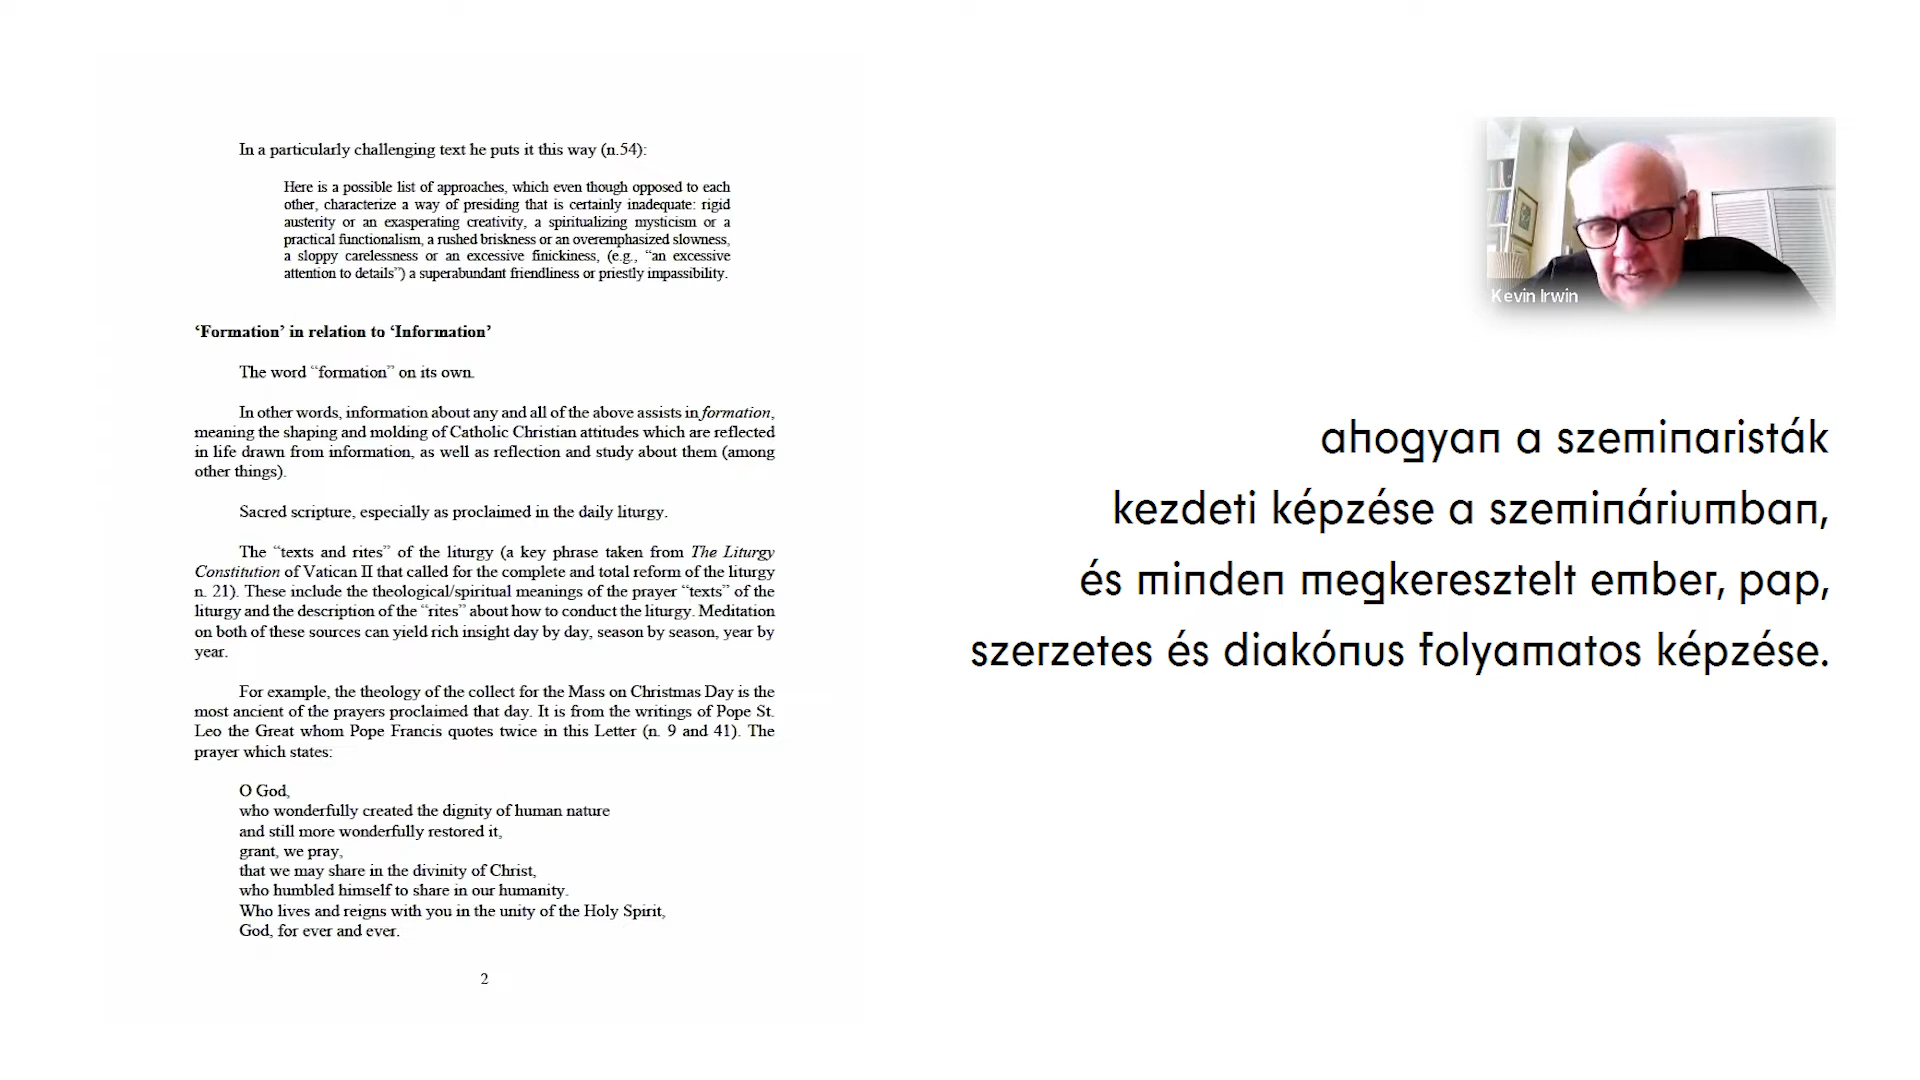 In a particularly challenging text he puts it this way (n.54):
Here is a possible list of approaches, which even though opposed to each
other, characterize a way of presiding that is certainly inadequate: rigid
austerity or an exasperating creativity, a spiritualizing mysticism or a
practical functionalism, a rushed briskness or an overemphasized slowness,
a sloppy carelessness or an excessive finickiness, (e.g., “an excessive
attention to details”) a superabundant friendliness or priestly impassibility.
‘Formation’ in relation to ‘Information’
The word “formation” on its own.
In other words, information about any and all of the above assists in formation,
meaning the shaping and molding of Catholic Christian attitudes which are reflected
in life drawn from information, as well as reflection and study about them (among
other things).
Sacred scripture, especially as proclaimed in the daily liturgy.
The “texts and rites” of the liturgy (a key phrase taken from The Liturgy
Constitution of Vatican II that called for the complete and total reform of the liturgy
n. 21). These include the theological/spiritual meanings of the prayer “texts” of the
liturgy and the description of the “rites” about how to conduct the liturgy. Meditation
on both of these sources can yield rich insight day by day, season by season, year by
year.
For example, the theology of the collect for the Mass on Christmas Day is the
most ancient of the prayers proclaimed that day. It is from the writings of Pope St.
Leo the Great whom Pope Francis quotes twice in this Letter (n. 9 and 41). The
prayer which states:
O God,
who wonderfully created the dignity of human nature
and still more wonderfully restored it,
grant, we pray,
that we may share in the divinity of Christ,
who humbled himself to share in our humanity.
Who lives and reigns with you in the unity of the Holy Spirit,
God, for ever and ever.
2
Kevin Irwin
ahogyan a szeminaristák
kezdeti képzése a szemináriumban,
és minden megkeresztelt ember, pap,
szerzetes és diakónus folyamatos képzése.